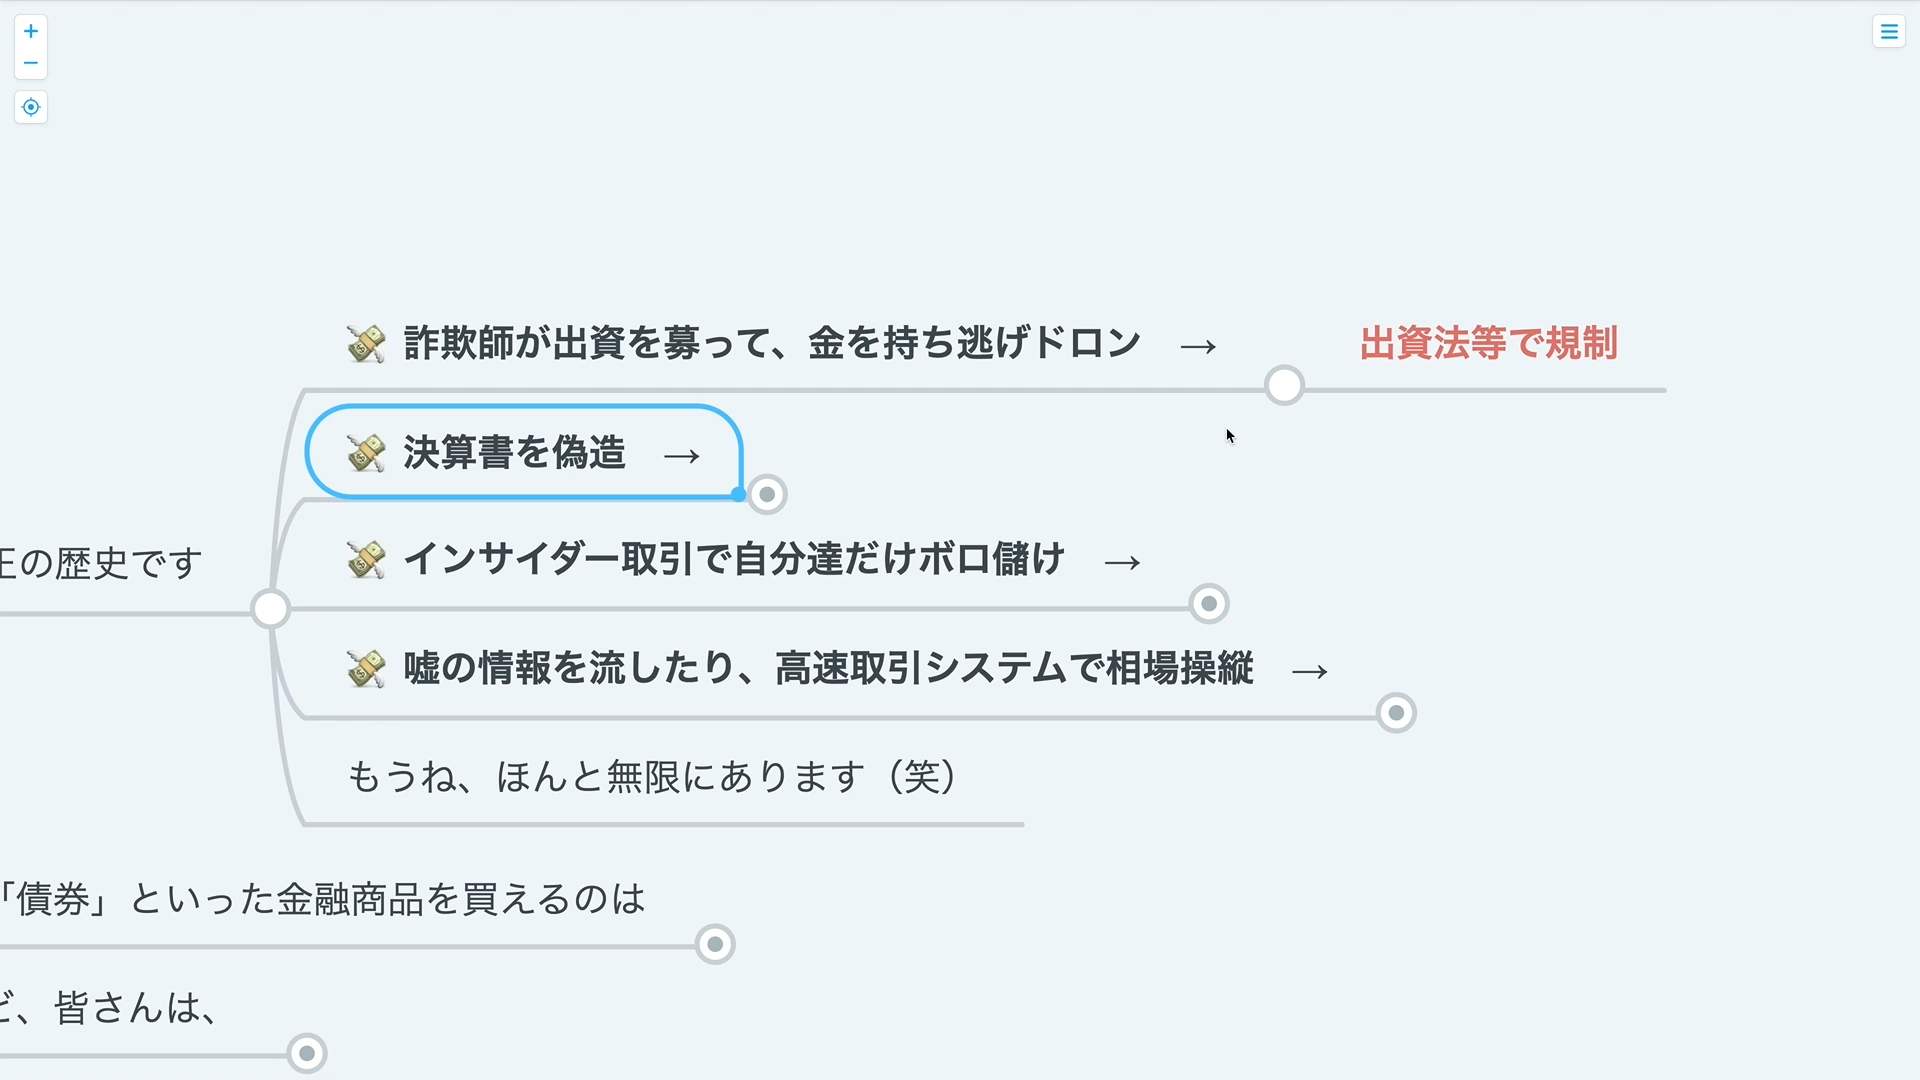 詐欺師が出資を募って、金を持ち逃げドロン →
出資法等で規制
決算書を偽造 →
インサイダー取引で自分達だけボロ儲け →
嘘の情報を流したり、高速取引システムで相場操縦 →
もうね、ほんと無限にあります（笑）
の歴史です
「債券」といった金融商品を買えるのは
、皆さんは、